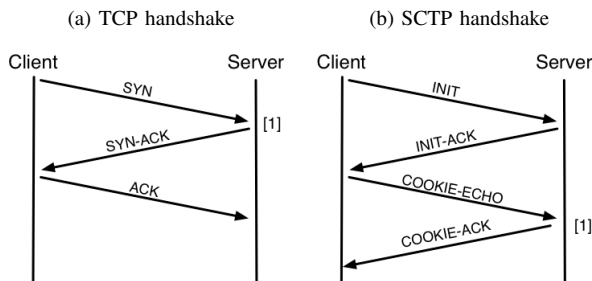 (a) TCP handshake
Client
Server
SYN
[1]
SYN-ACK
ACK
(b) SCTP handshake
Client
Server
INIT
INIT-ACK
COOKIE-ECHO
[1]
COOKIE-ACK